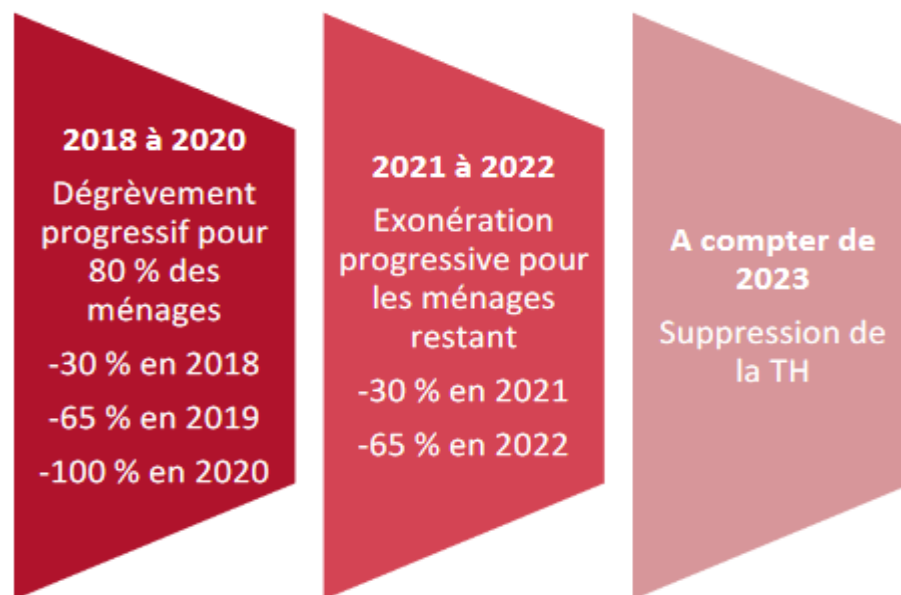 2018 à 2020
Dégrèvement
progressif pour
80 % des
ménages
-30 % en 2018
-65 % en 2019
-100 % en 2020
2021 à 2022
Exonération
progressive pour
les ménages
restant
-30 % en 2021
-65 % en 2022
A compter de
2023
Suppression de
la TH